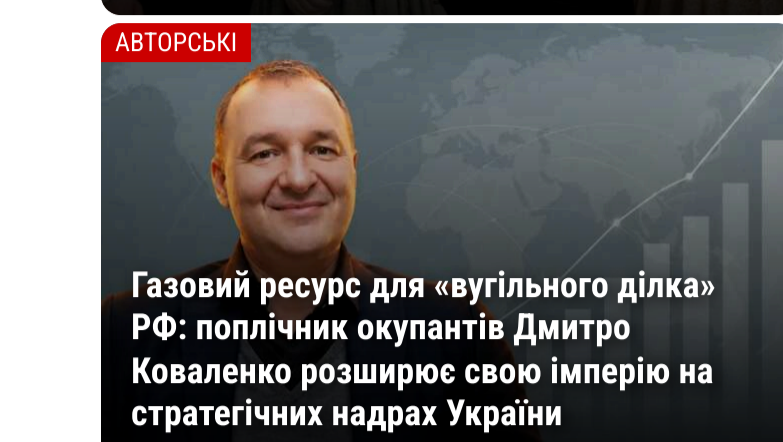 АВТОРСЬКІ
Газовий ресурс для «вугільного ділка»
РФ: поплічник окупантів Дмитро
Коваленко розширює свою імперію на
стратегічних надрах України